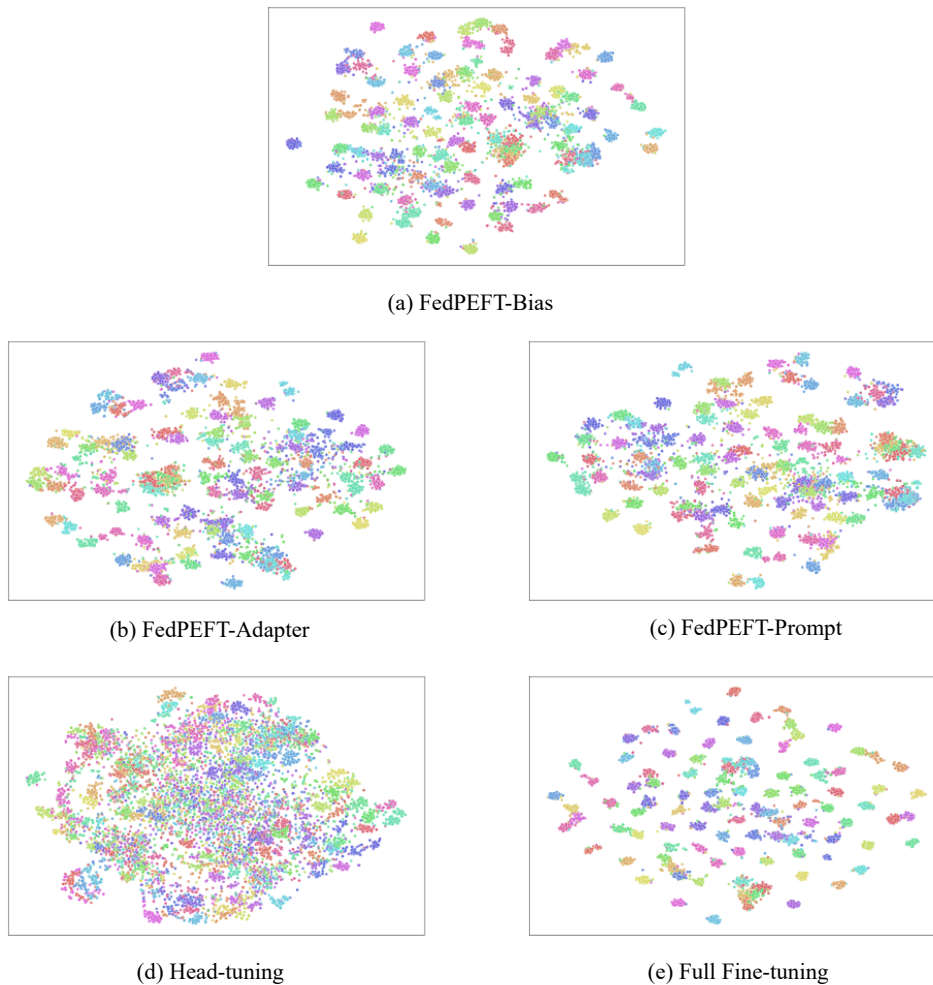 (a) FedPEFT-Bias
(b) FedPEFT-Adapter
(c) FedPEFT-Prompt
(d) Head-tuning
(e) Full Fine-tuning